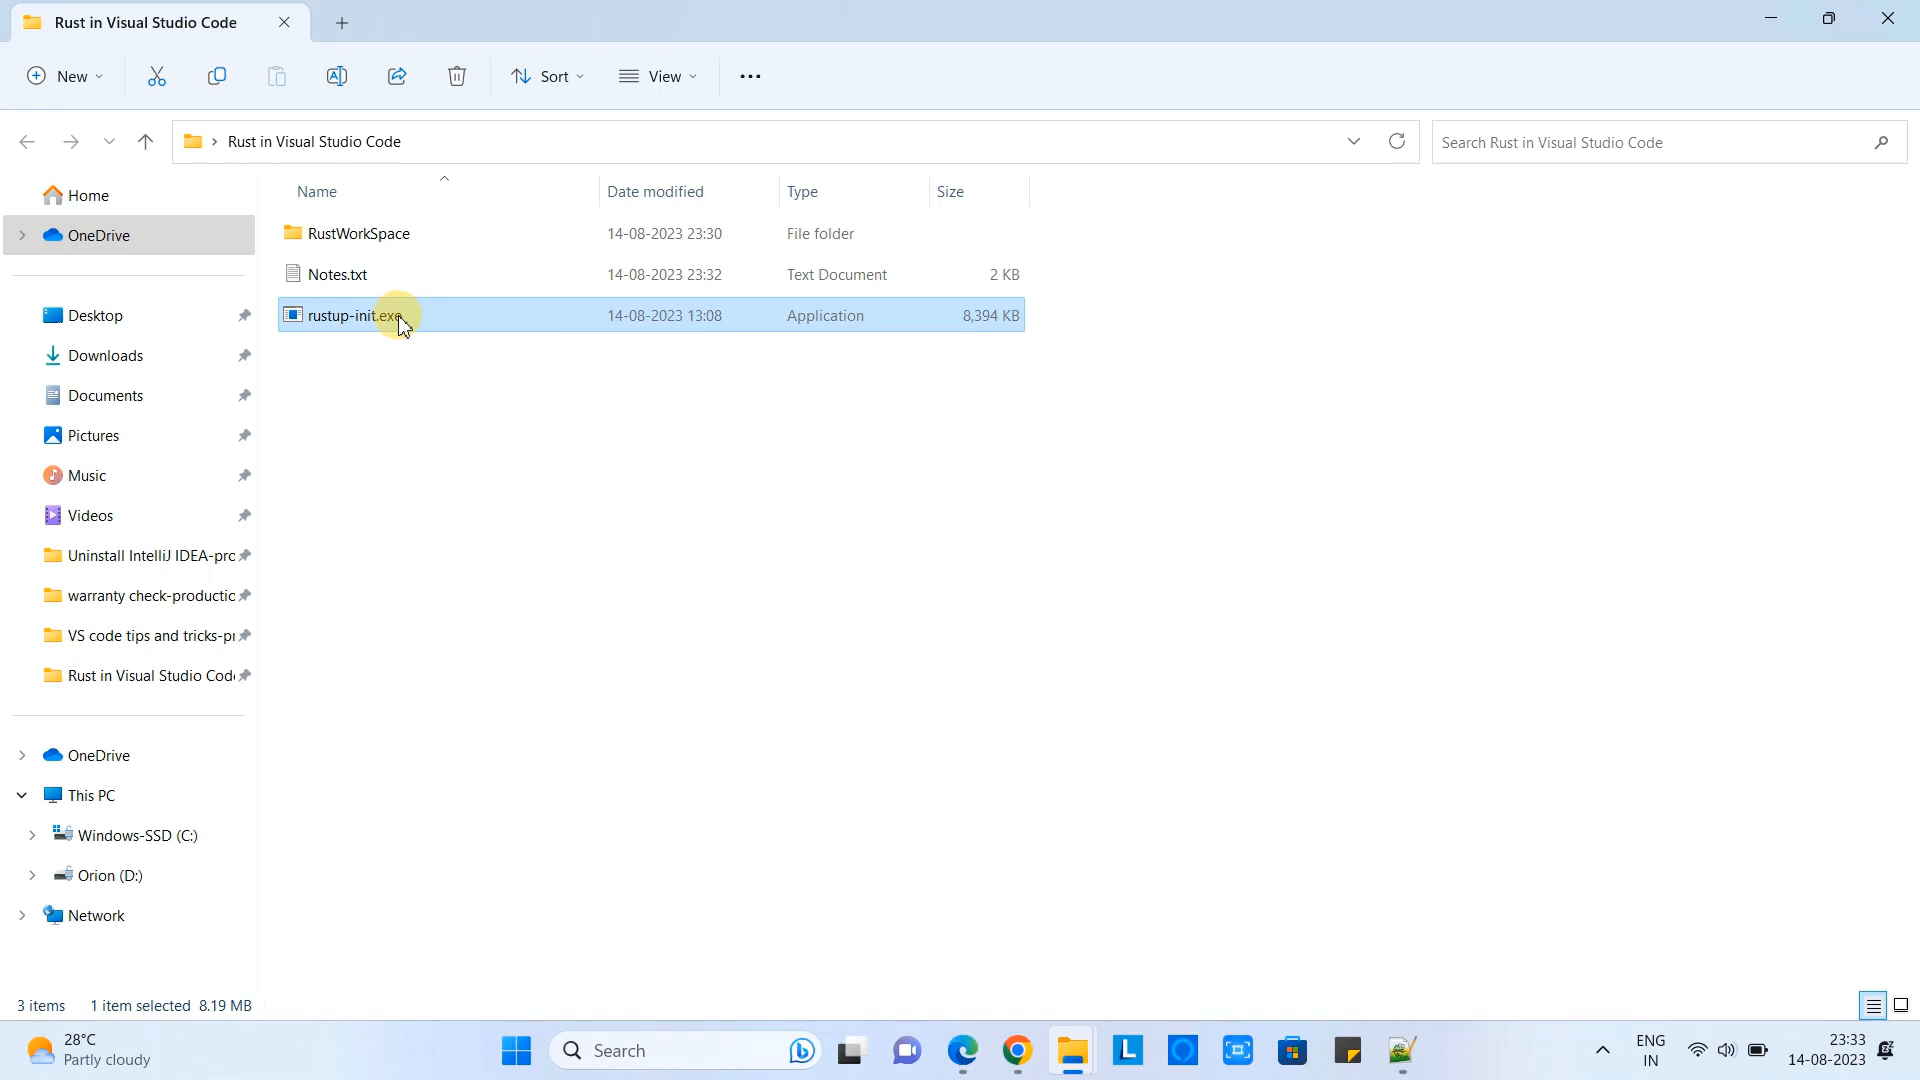 Rust in Visual Studio Code
New
Sort
View
Rust in Visual Studio Code
Search Rust in Visual Studio Code
Name Date modified Type Size
RustWorkSpace 14-08-2023 23:30 File folder
Notes.txt 14-08-2023 23:32 Text Document 2 KB
rustup-init.exe 14-08-2023 13:08 Application 8,394 KB
Home
OneDrive
Desktop
Downloads
Documents
Pictures
Music
Videos
Uninstall IntelliJ IDEA-pro
warranty check-productio
VS code tips and tricks-pr
Rust in Visual Studio Code
OneDrive
This PC
Windows-SSD (C:)
Orion (D:)
Network
3 items 1 item selected 8.19 MB
28°C
Partly cloudy
Search
L
ENG
IN
23:33
14-08-2023